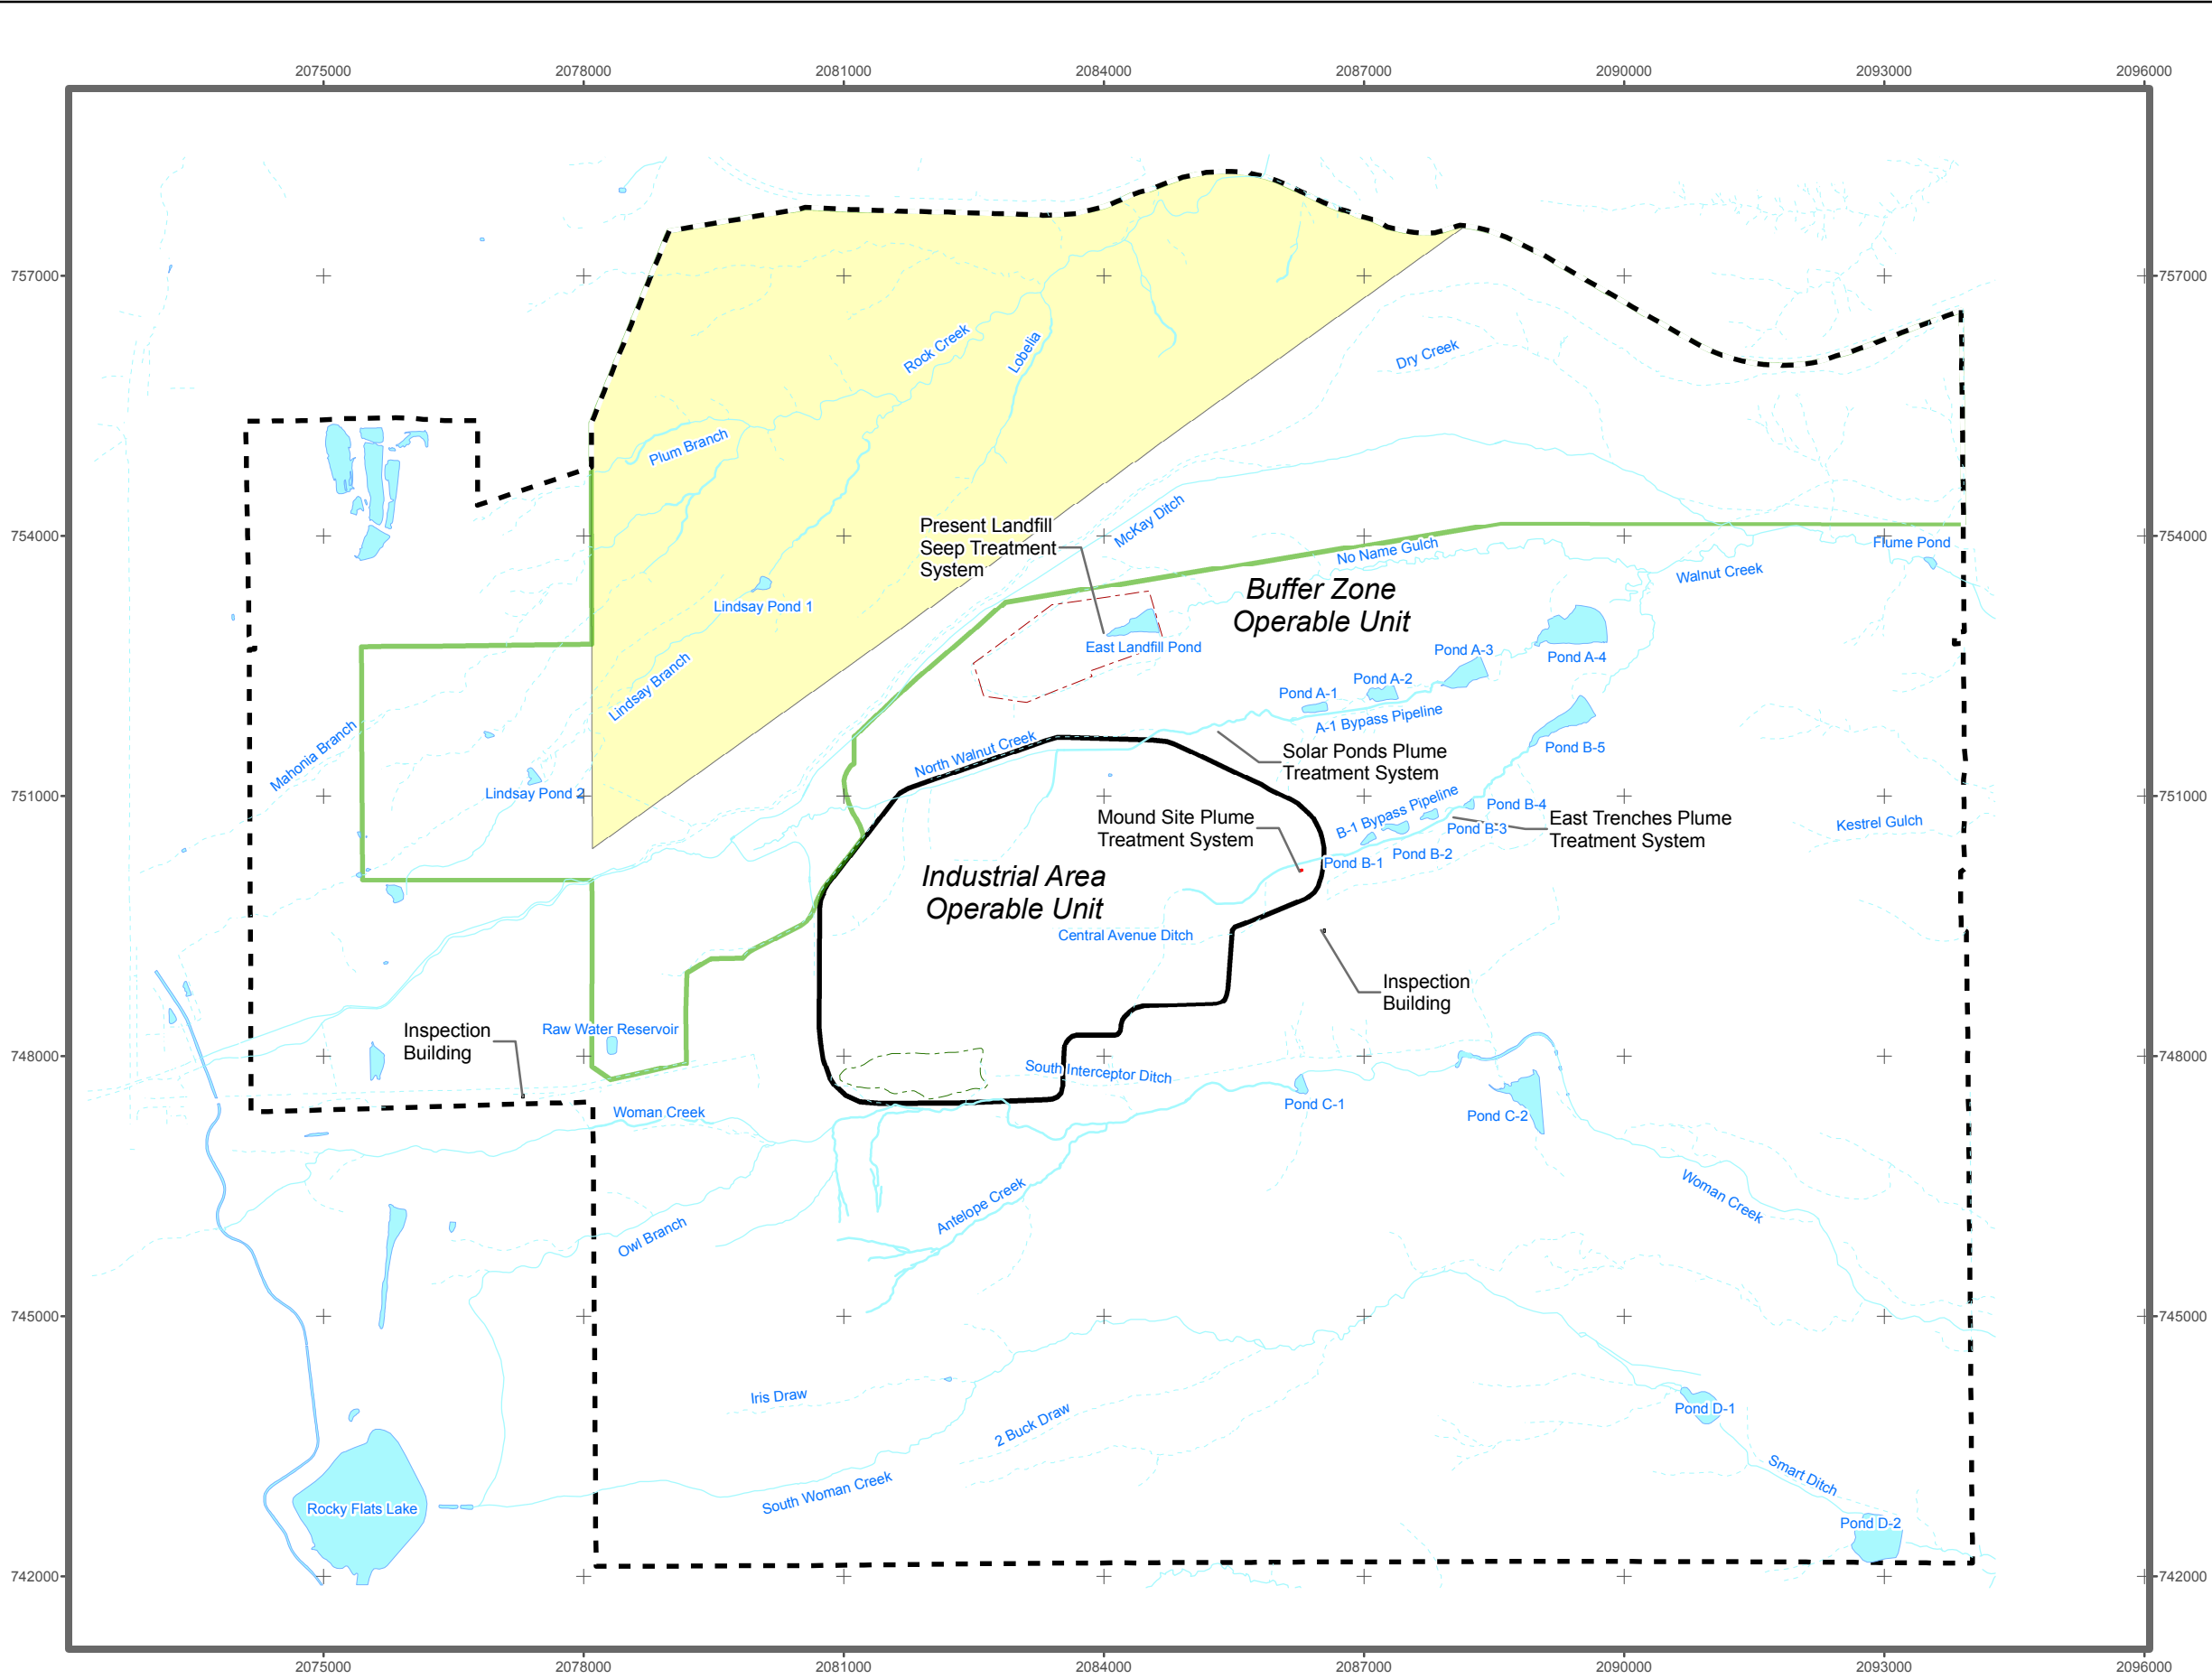 2075000 2078000 2081000 2084000 2087000 2090000 2093000 2096000
757000 757000
Rock Creek
Lobelia
Dry Creek
Plum Branch
McKay Ditch
Present Landfill
Seep Treatment
System
754000 754000
No Name Gulch
Flume Pond
Walnut Creek
Buffer Zone
Operable Unit
Lindsay Pond 1
East Landfill Pond
Pond A-3
Pond A-4
Pond A-2
Pond A-1
Lindsay Branch
A-1 Bypass Pipeline
Mahonia Branch
North Walnut Creek
Solar Ponds Plume
Treatment System
Pond B-5
Lindsay Pond 2
751000 751000
B-1 Bypass Pipeline
Pond B-4
Mound Site Plume
Treatment System
Pond B-3
East Trenches Plume
Treatment System
Kestrel Gulch
Pond B-2
Pond B-1
Industrial Area
Operable Unit
Central Avenue Ditch
Inspection
Building
Raw Water Reservoir
Inspection
Building
748000 748000
South Interceptor Ditch
Pond C-1
Woman Creek
Pond C-2
Antelope Creek
Woman Creek
Owl Branch
745000 745000
Iris Draw
2 Buck Draw
Pond D-1
South Woman Creek
Smart Ditch
Rocky Flats Lake
Pond D-2
742000 742000
2075000 2078000 2081000 2084000 2087000 2090000 2093000 2096000